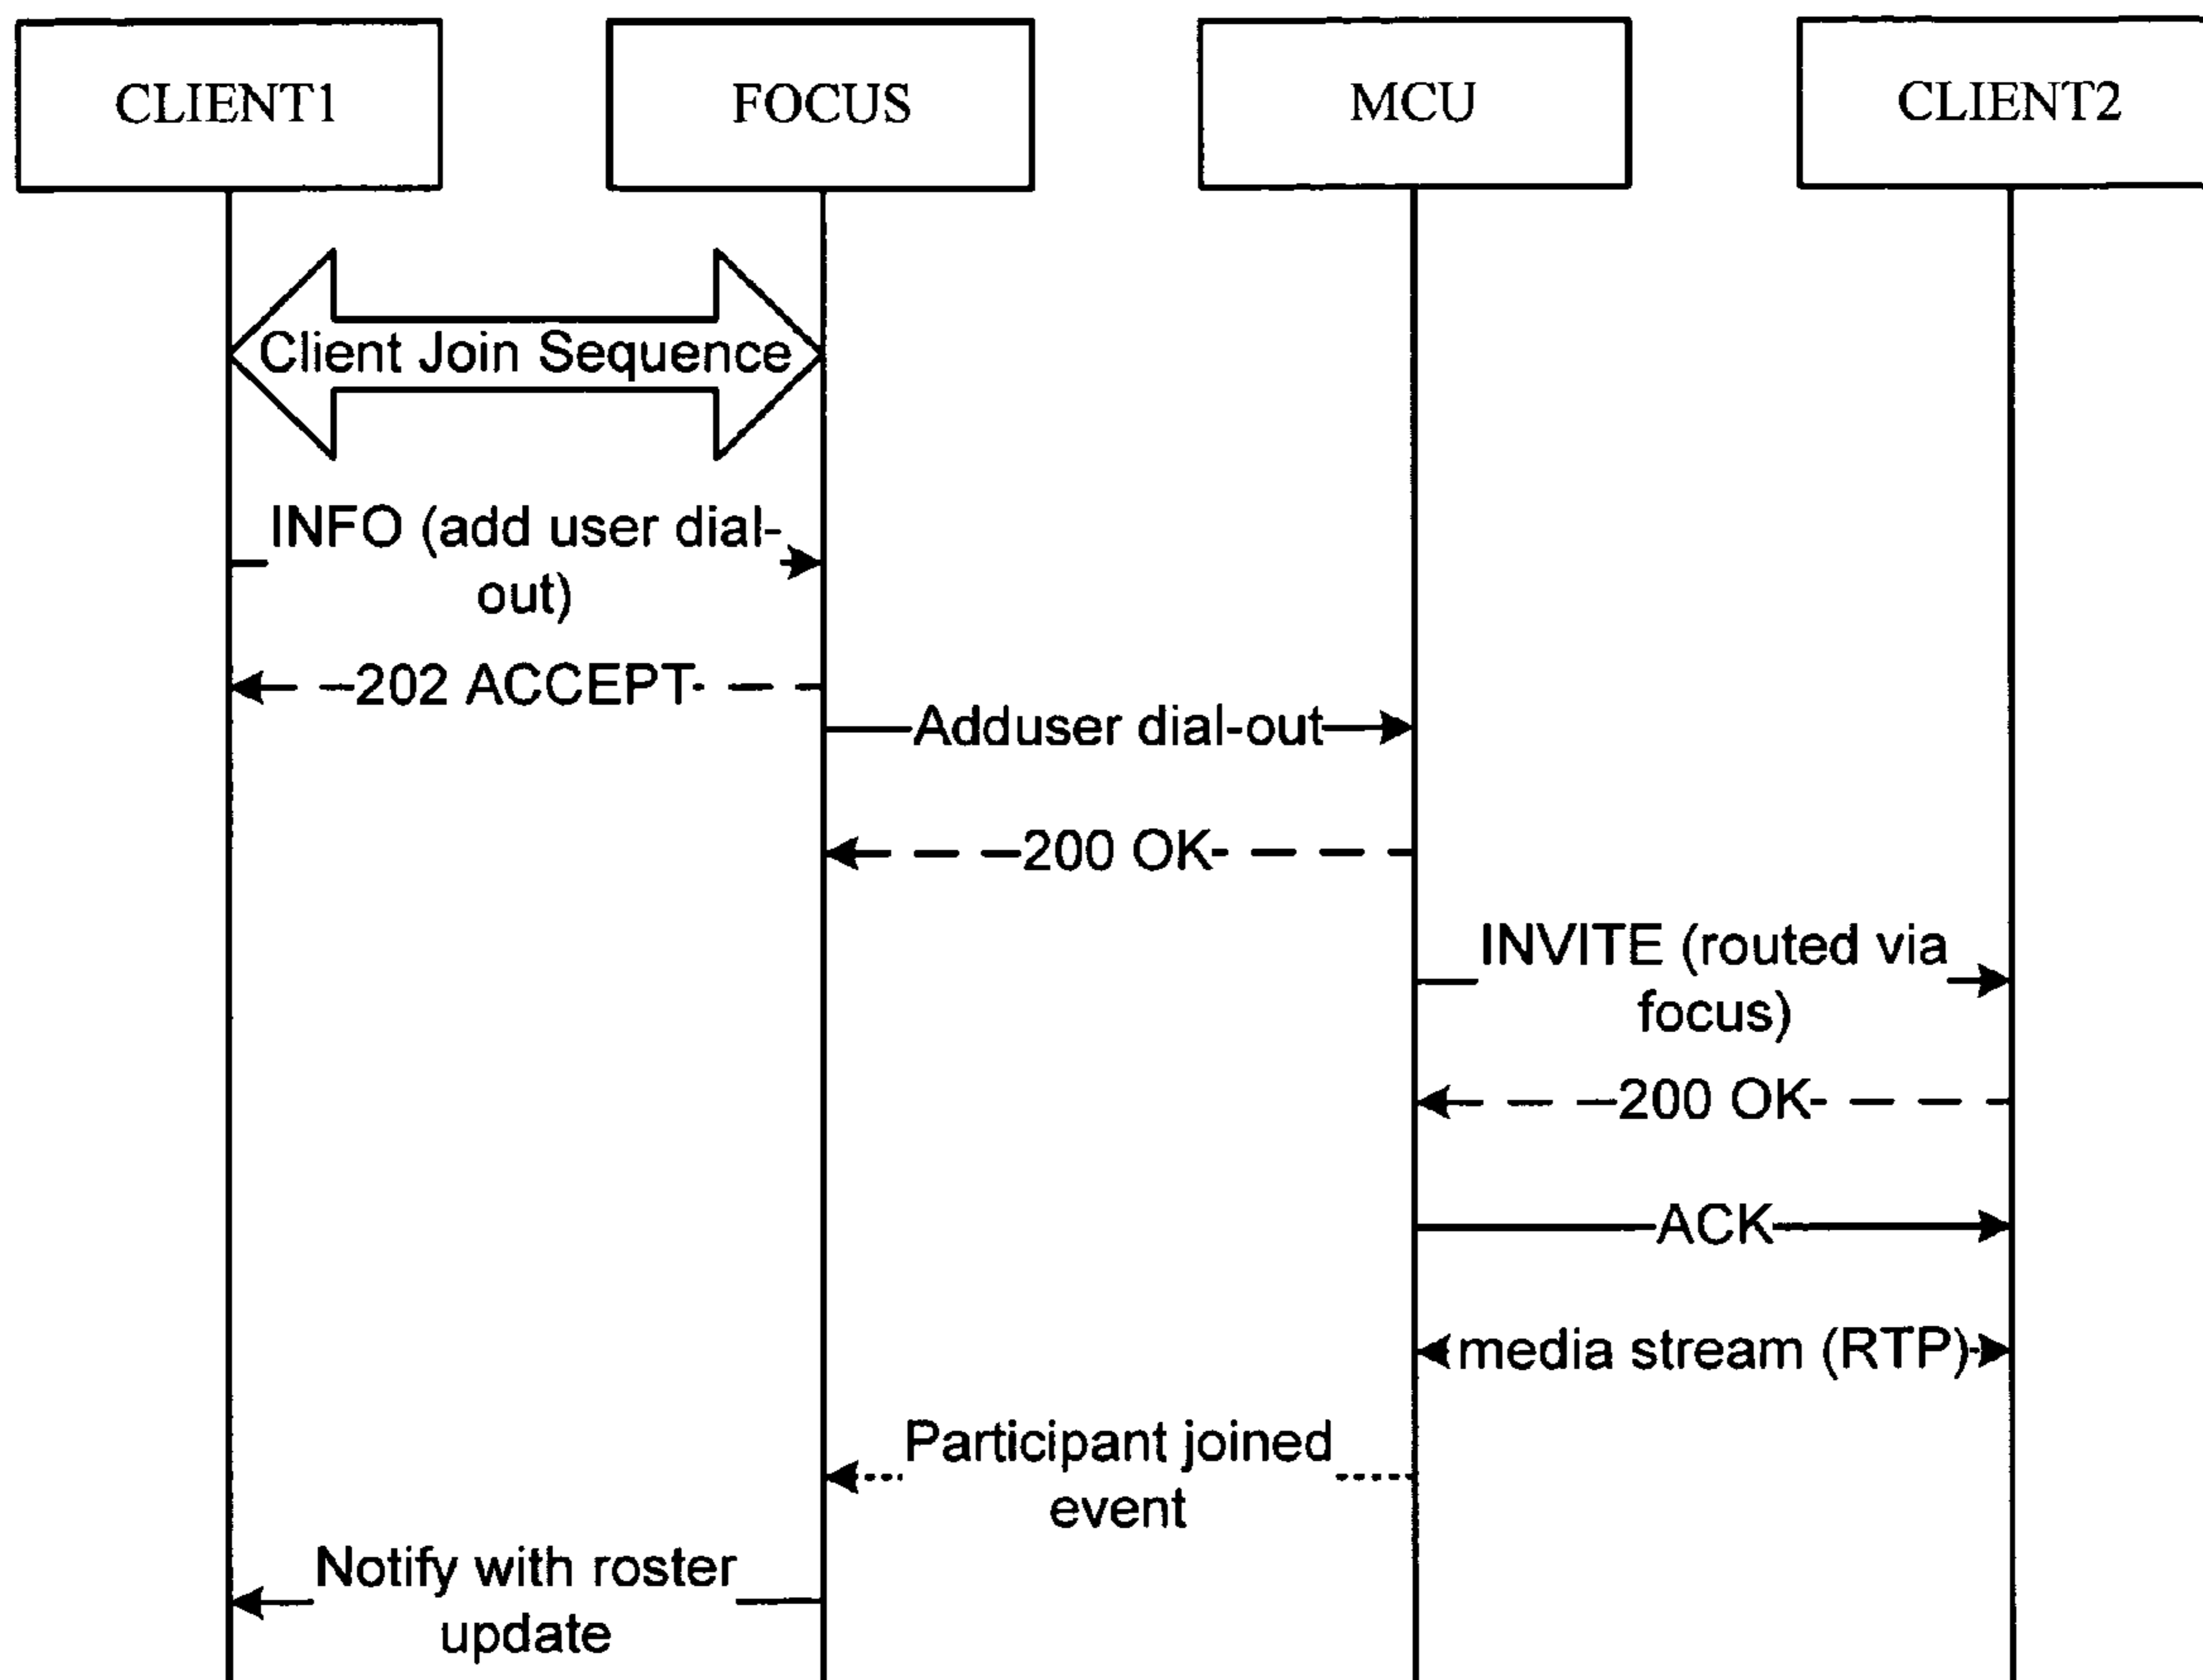 CLIENT1
FOCUS
MCU
CLIENT2
Client Join Sequence
INFO (add user dial-
out)
202 ACCEPT
Adduser dial-out
200 OK
INVITE (routed via
focus)
200 OK
ACK
media stream (RTP)
Participant joined
event
Notify with roster
update